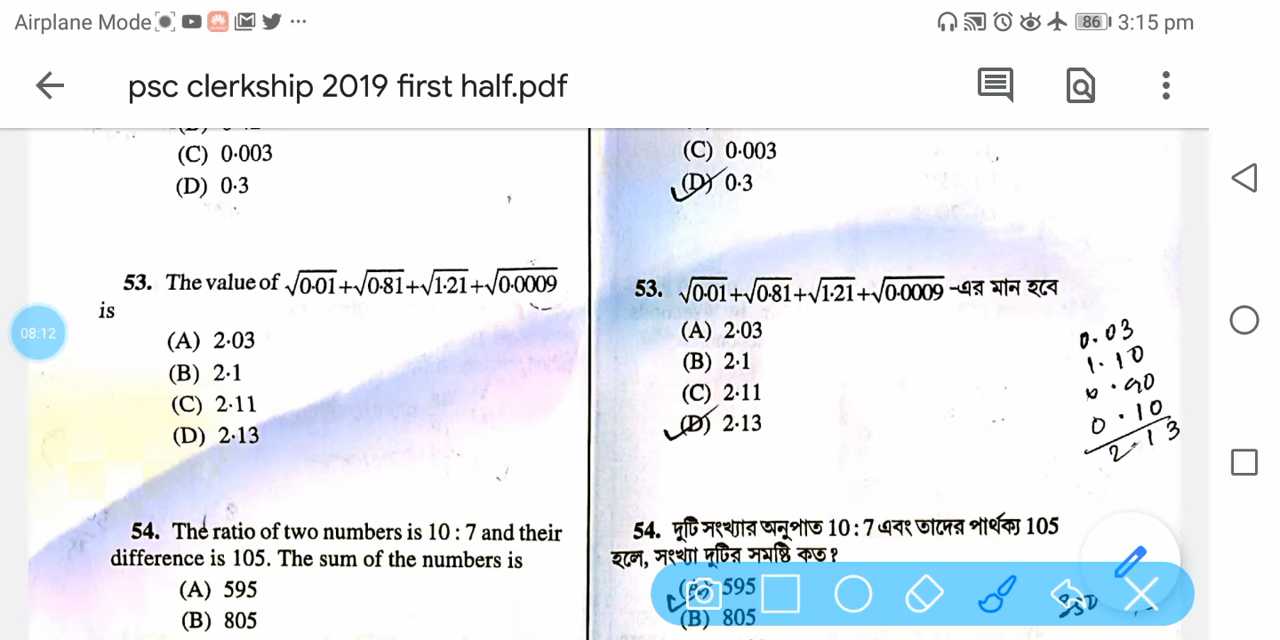 Airplane Mode ... 86 3:15 pm
psc clerkship 2019 first half.pdf
(C) 0·003
(D) 0·3
53. The value of √0·01+√0·81+√1·21+√0·0009
is
(A) 2·03
(B) 2·1
(C) 2·11
(D) 2·13
54. The ratio of two numbers is 10 : 7 and their
difference is 105. The sum of the numbers is
(A) 595
(B) 805
08:12
(C) 0·003
(D) 0·3
53. √0·01+√0·81+√1·21+√0·0009 -এর মান হবে
(A) 2·03
(B) 2·1
(C) 2·11
(D) 2·13
0.03
1.10
0.90
0.10
2.13
54. দুটি সংখ্যার অনুপাত 10 : 7 এবং তাদের পার্থক্য 105
হলে, সংখ্যা দুটির সমষ্টি কত?
595
(B) 805